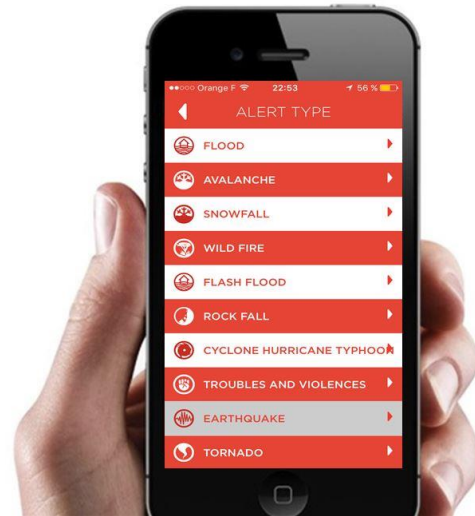 Orange F 22:53 56 %
ALERT TYPE
FLOOD
AVALANCHE
SNOWFALL
WILD FIRE
FLASH FLOOD
ROCK FALL
CYCLONE HURRICANE TYPHOON
TROUBLES AND VIOLENCES
EARTHQUAKE
TORNADO